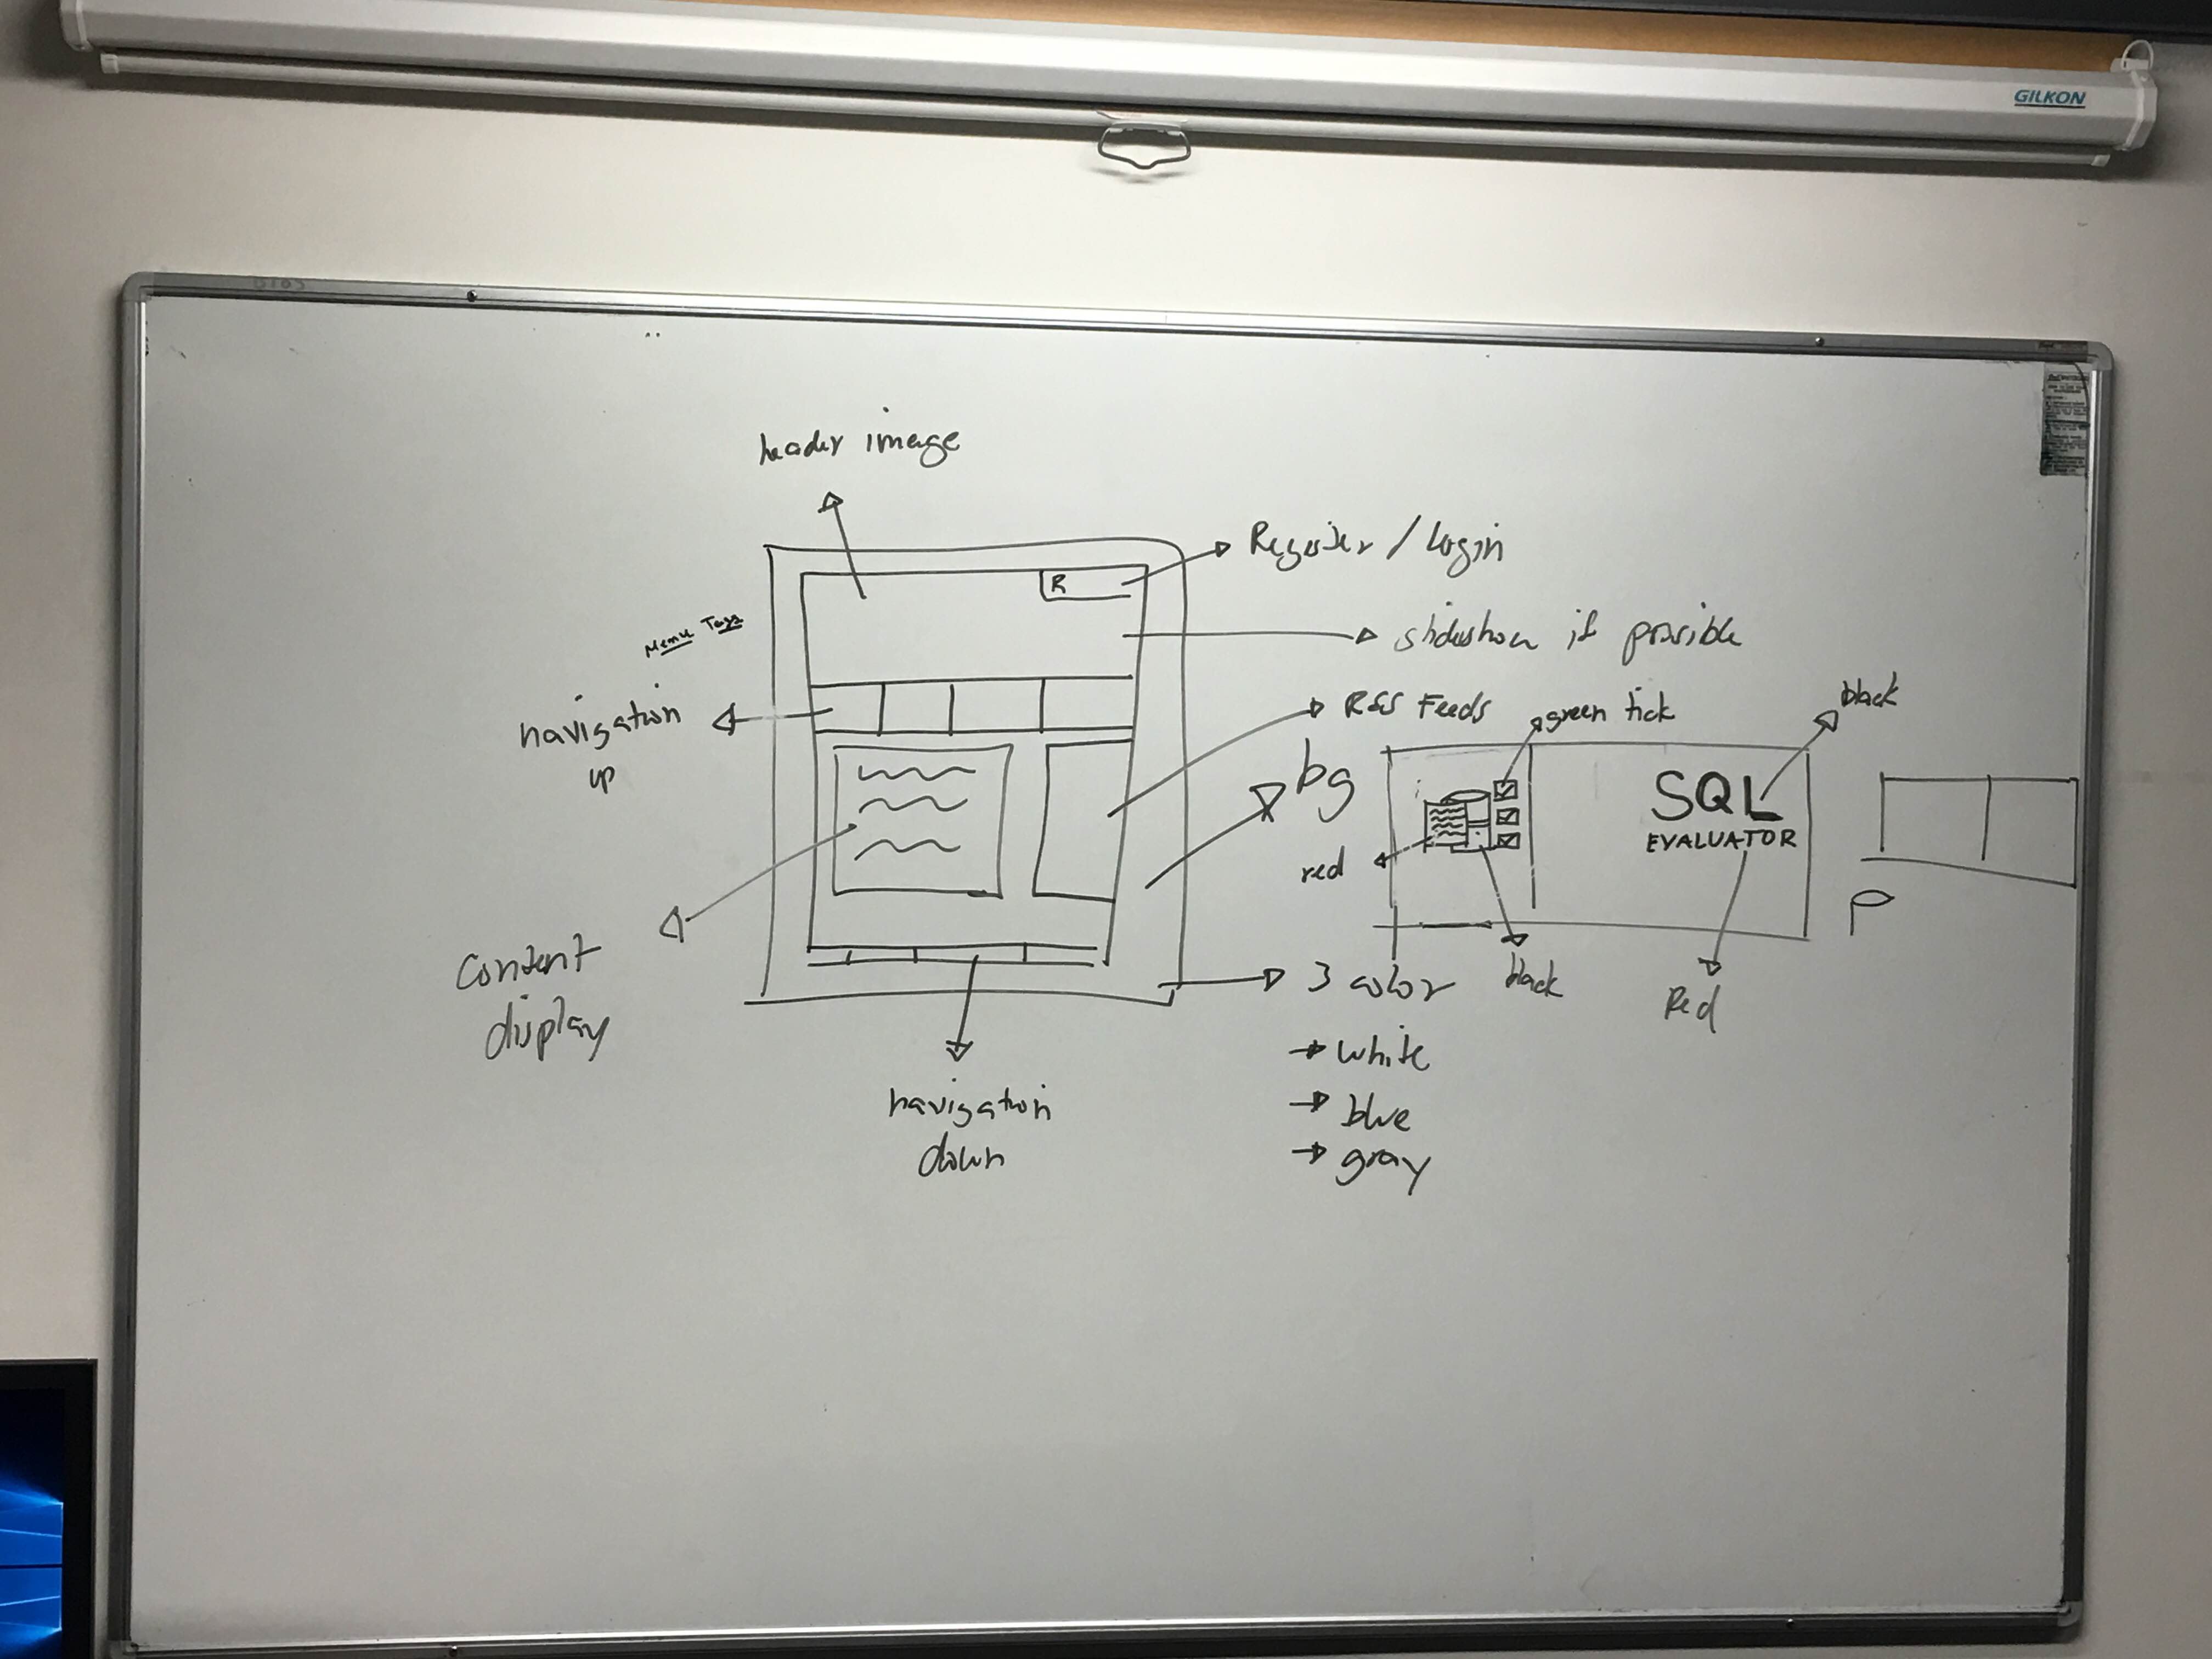 GILKON
header image
R
Register / Login
Menu Tags
slideshow if possible
navigation
up
RSS Feeds
green tick
black
bg
SQL
EVALUATOR
red
P
content
display
3 color
black
Red
white
blue
gray
navigation
down